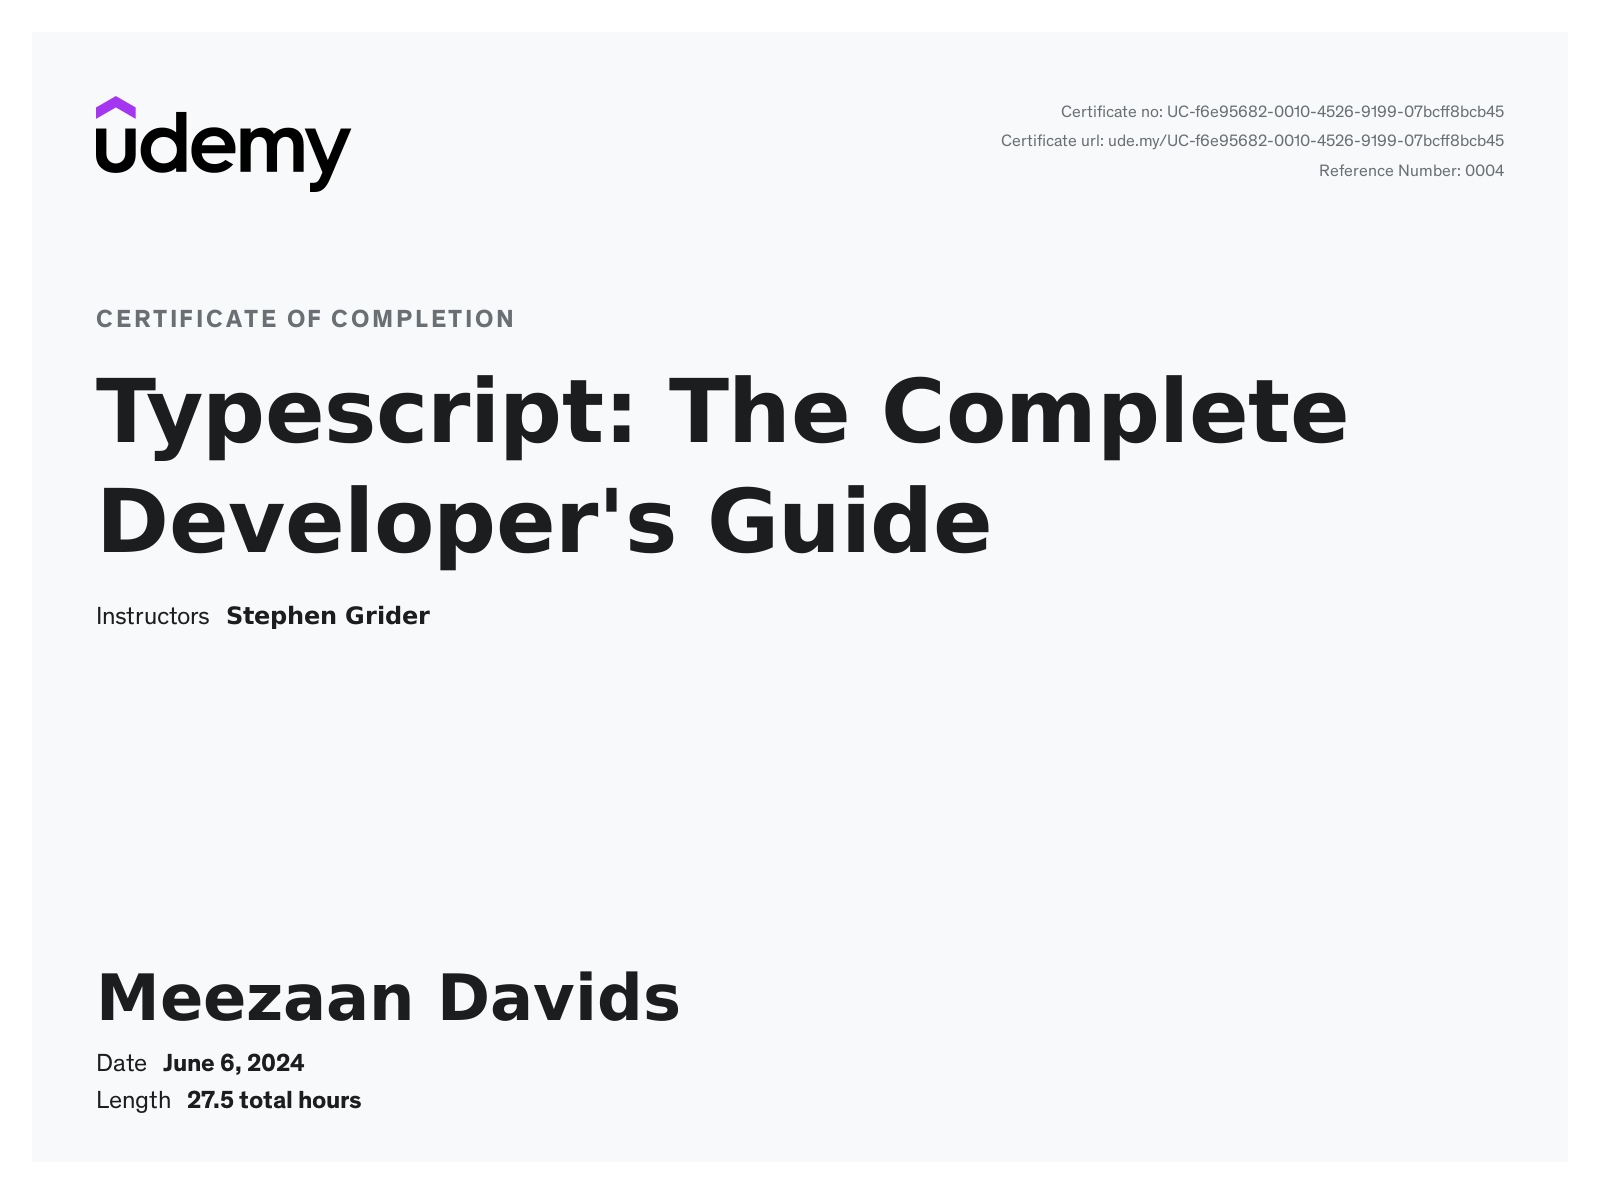 udemy
Certificate no: UC-f6e95682-0010-4526-9199-07bcff8bcb45
Certificate url: ude.my/UC-f6e95682-0010-4526-9199-07bcff8bcb45
Reference Number: 0004
CERTIFICATE OF COMPLETION
Typescript: The Complete
Developer's Guide
Instructors Stephen Grider
Meezaan Davids
Date June 6, 2024
Length 27.5 total hours